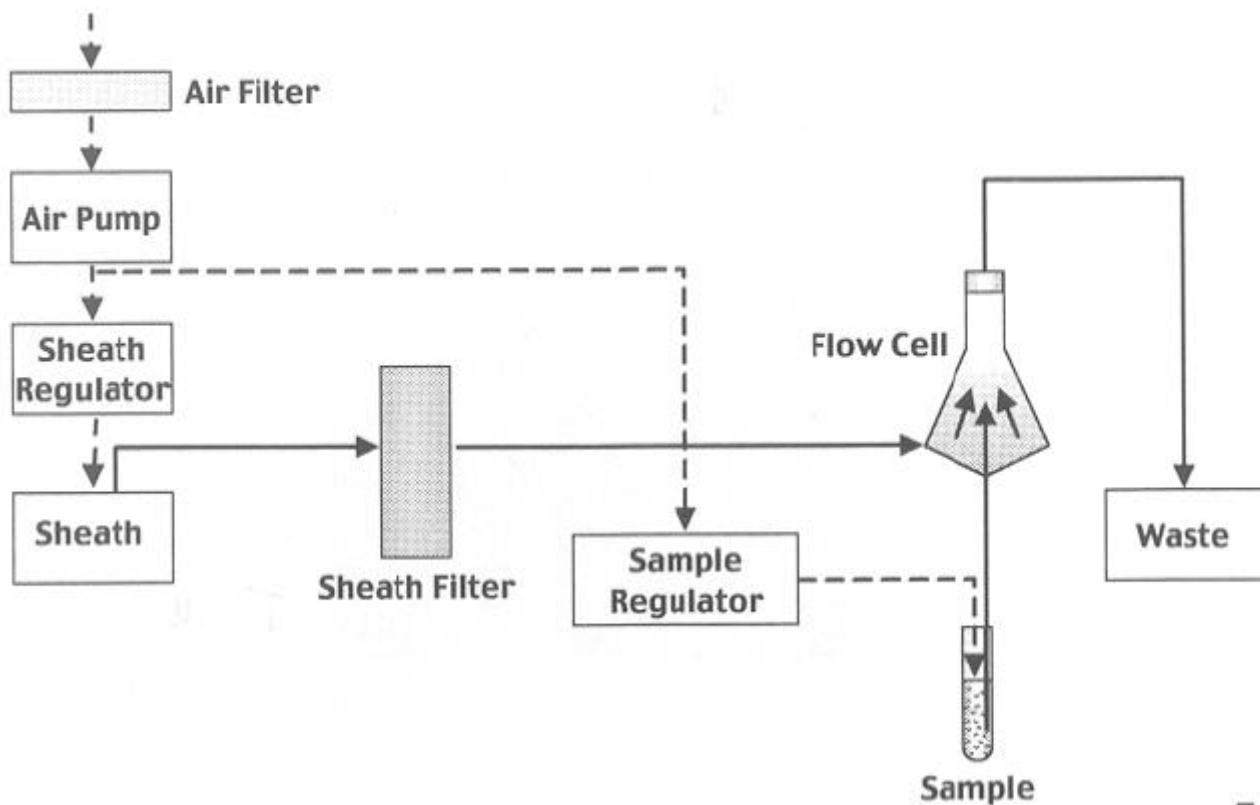 Air Filter
Air Pump
Sheath
Regulator
Flow Cell
Sheath
Sheath Filter
Sample
Regulator
Waste
Sample